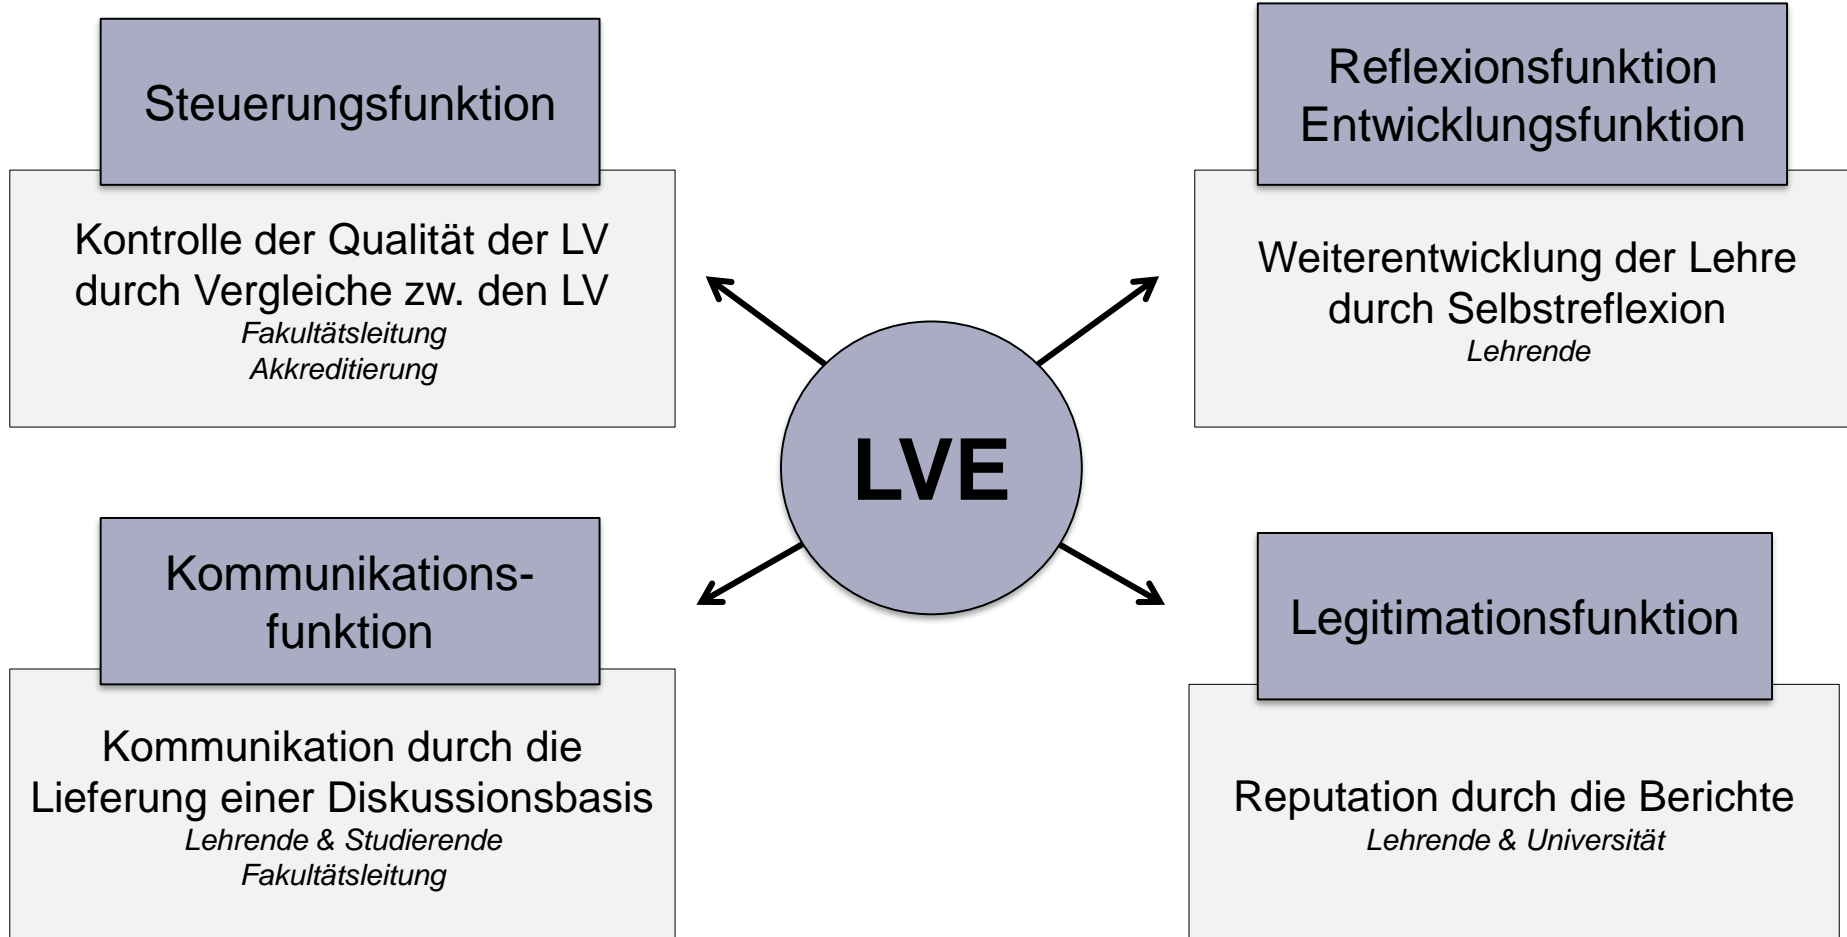 Steuerungsfunktion
Kontrolle der Qualität der LV
durch Vergleiche zw. den LV
Fakultätsleitung
Akkreditierung
Reflexionsfunktion
Entwicklungsfunktion
Weiterentwicklung der Lehre
durch Selbstreflexion
Lehrende
LVE
Kommunikations-
funktion
Kommunikation durch die
Lieferung einer Diskussionsbasis
Lehrende & Studierende
Fakultätsleitung
Legitimationsfunktion
Reputation durch die Berichte
Lehrende & Universität